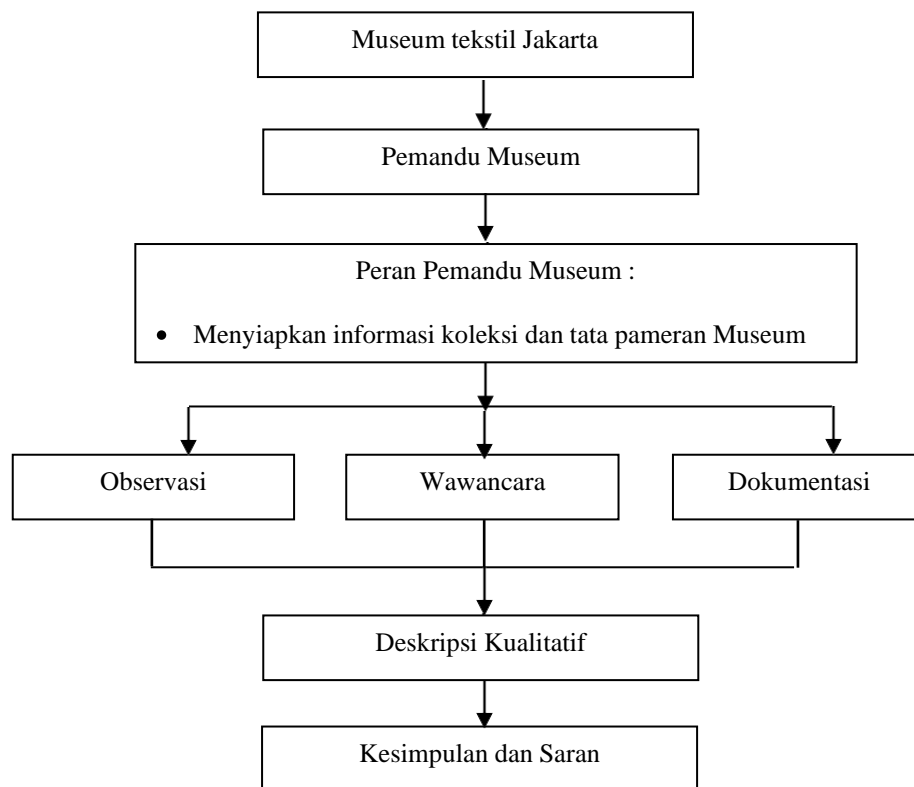 Museum tekstil Jakarta
Pemandu Museum
Peran Pemandu Museum :
• Menyiapkan informasi koleksi dan tata pameran Museum
Observasi
Wawancara
Dokumentasi
Deskripsi Kualitatif
Kesimpulan dan Saran